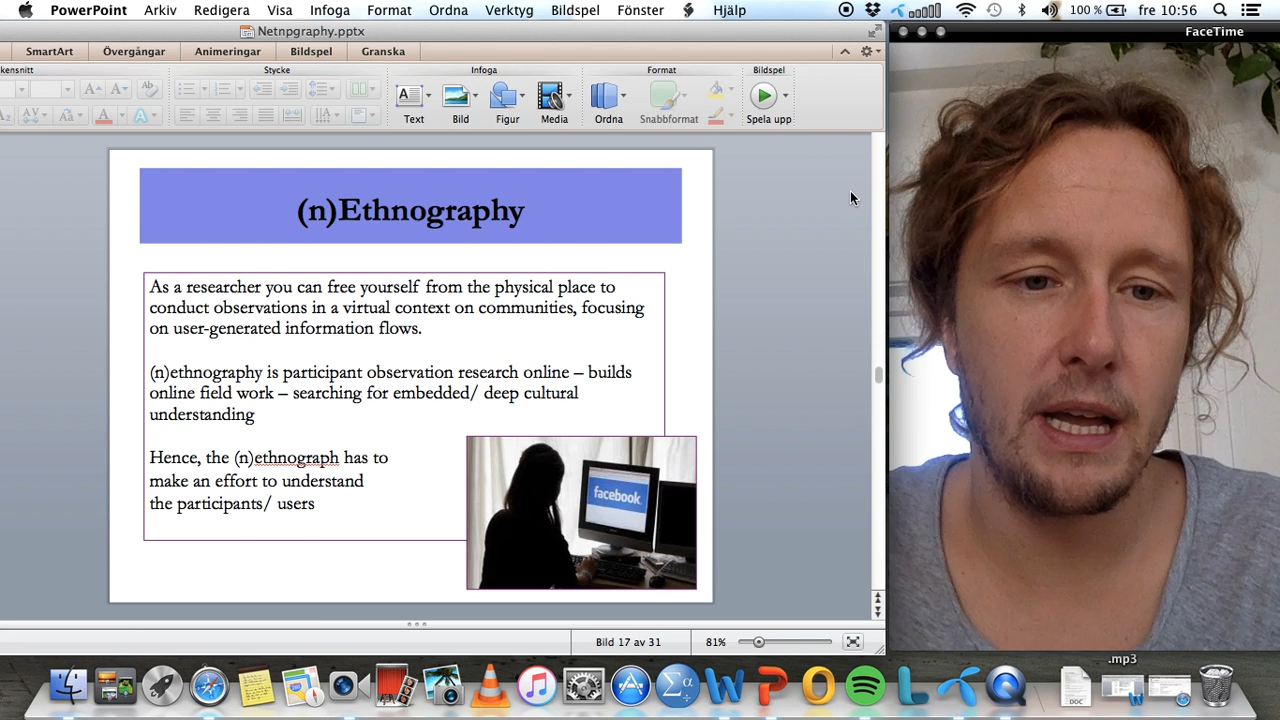 PowerPoint Arkiv Redigera Visa Infoga Format Ordna Verktyg Bildspel Fönster Hjälp 100 % fre 10:56
Netnpgraphy.pptx
FaceTime
SmartArt Övergångar Animeringar Bildspel Granska
kensnitt Stycke Infoga Format Bildspel
Text Bild Figur Media Ordna Snabbformat Spela upp
(n)Ethnography
As a researcher you can free yourself from the physical place to
conduct observations in a virtual context on communities, focusing
on user-generated information flows.
(n)ethnography is participant observation research online – builds
online field work – searching for embedded/ deep cultural
understanding
Hence, the (n)ethnograph has to
make an effort to understand
the participants/ users
facebook
Bild 17 av 31 81%
.mp3
DOC